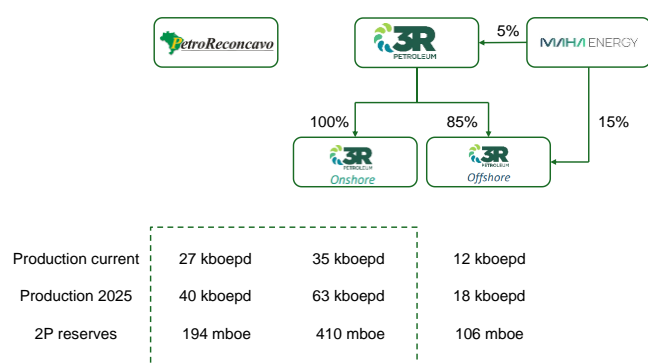 PetroReconcavo
3R
PETROLEUM
5%
MAHA ENERGY
100%
85%
15%
3R
PETROLEUM
Onshore
3R
PETROLEUM
Offshore
Production current 27 kboepd 35 kboepd 12 kboepd
Production 2025 40 kboepd 63 kboepd 18 kboepd
2P reserves 194 mboe 410 mboe 106 mboe